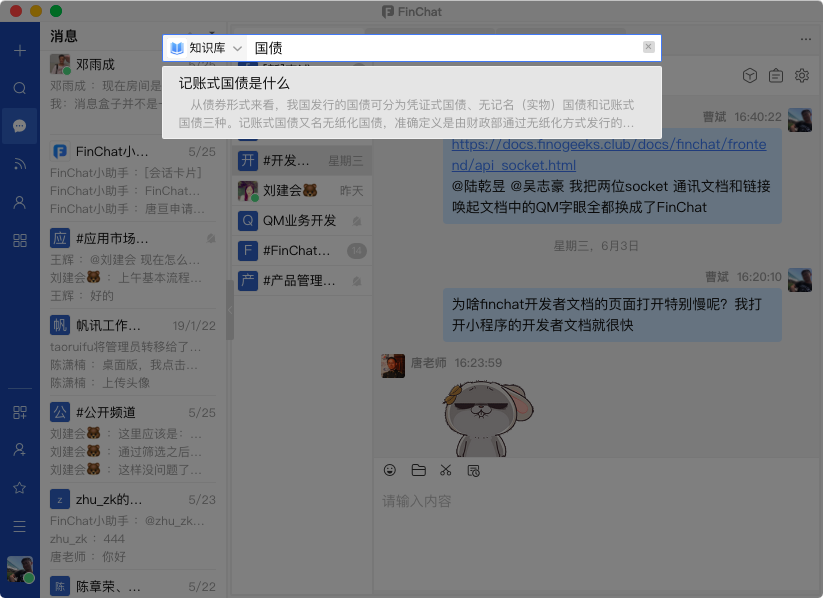 FinChat
消息
知识库
国债
记账式国债是什么
从债券形式来看，我国发行的国债可分为凭证式国债、无记名（实物）国债和记账式
国债三种。记账式国债又名无纸化国债，准确定义是由财政部通过无纸化方式发行的…
邓雨成
邓雨成： 现在房间是
我： 消息盒子并不是一
FinChat小… 5/25
FinChat小助手： [会话卡片]
FinChat小助手： FinChat…
FinChat小助手： 唐亘申请…
应 #应用市场…
王辉： @刘建会 现在怎么…
刘建会🐻： 上午基本流程…
王辉： 好的
帆 帆讯工作… 19/1/22
taoruifu将管理员转移给了…
陈潇楠： 桌面版，我点击…
陈潇楠： 上传头像
公 #公开频道 5/25
刘建会🐻： 这里应该是：…
刘建会🐻： 通过筛选之后…
刘建会🐻： 这样没问题了…
z zhu_zk的… 5/23
FinChat小助手： @zhu_zk…
zhu_zk： 444
唐老师： 你好
陈 陈章荣、… 5/22
开 #开发… 星期三
刘建会🐻 昨天
Q QM业务开发
F #FinChat… 14
产 #产品管理…
曹斌 16:40:22
https://docs.finogeeks.club/docs/finchat/fronte
nd/api_socket.html
@陆乾昱 @吴志豪 我把两位socket 通讯文档和链接
唤起文档中的QM字眼全都换成了FinChat
星期三，6月3日
曹斌 16:20:10
为啥finchat开发者文档的页面打开特别慢呢？我打
开小程序的开发者文档就很快
唐老师 16:23:59
请输入内容